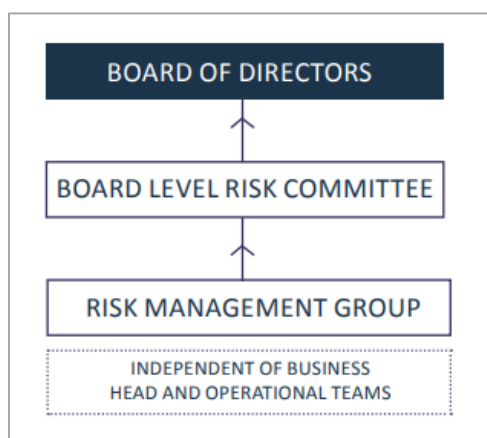 BOARD OF DIRECTORS
BOARD LEVEL RISK COMMITTEE
RISK MANAGEMENT GROUP
INDEPENDENT OF BUSINESS
HEAD AND OPERATIONAL TEAMS